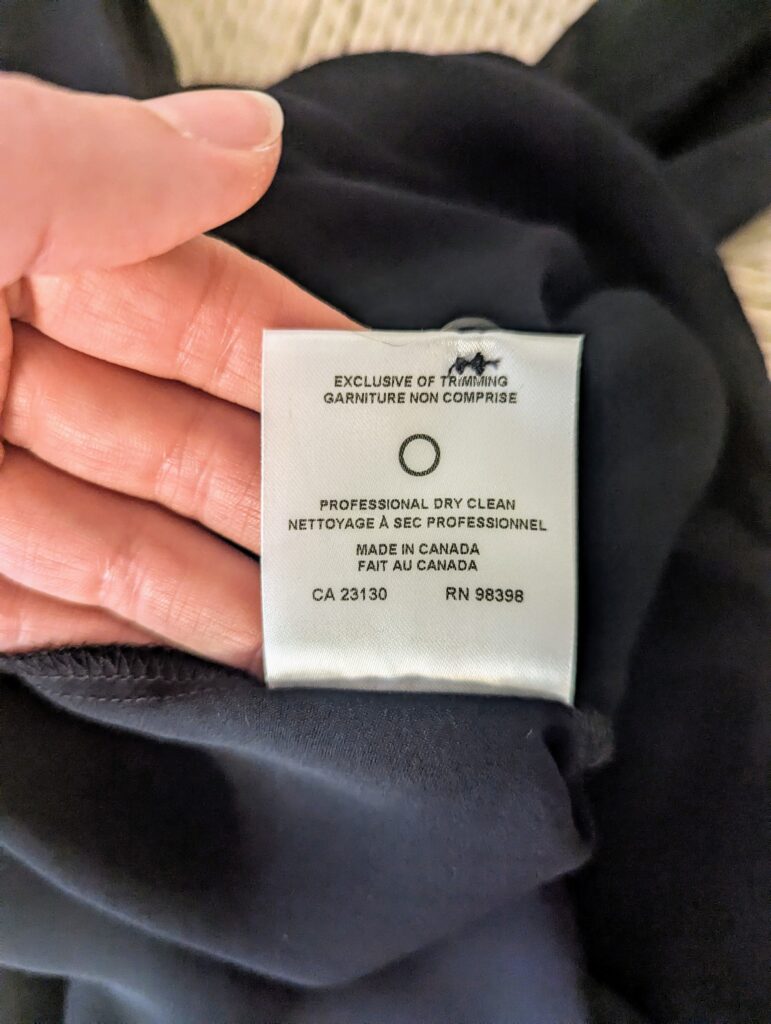 EXCLUSIVE OF TRIMMING
GARNITURE NON COMPRISE
PROFESSIONAL DRY CLEAN
NETTOYAGE À SEC PROFESSIONNEL
MADE IN CANADA
FAIT AU CANADA
CA 23130 RN 98398